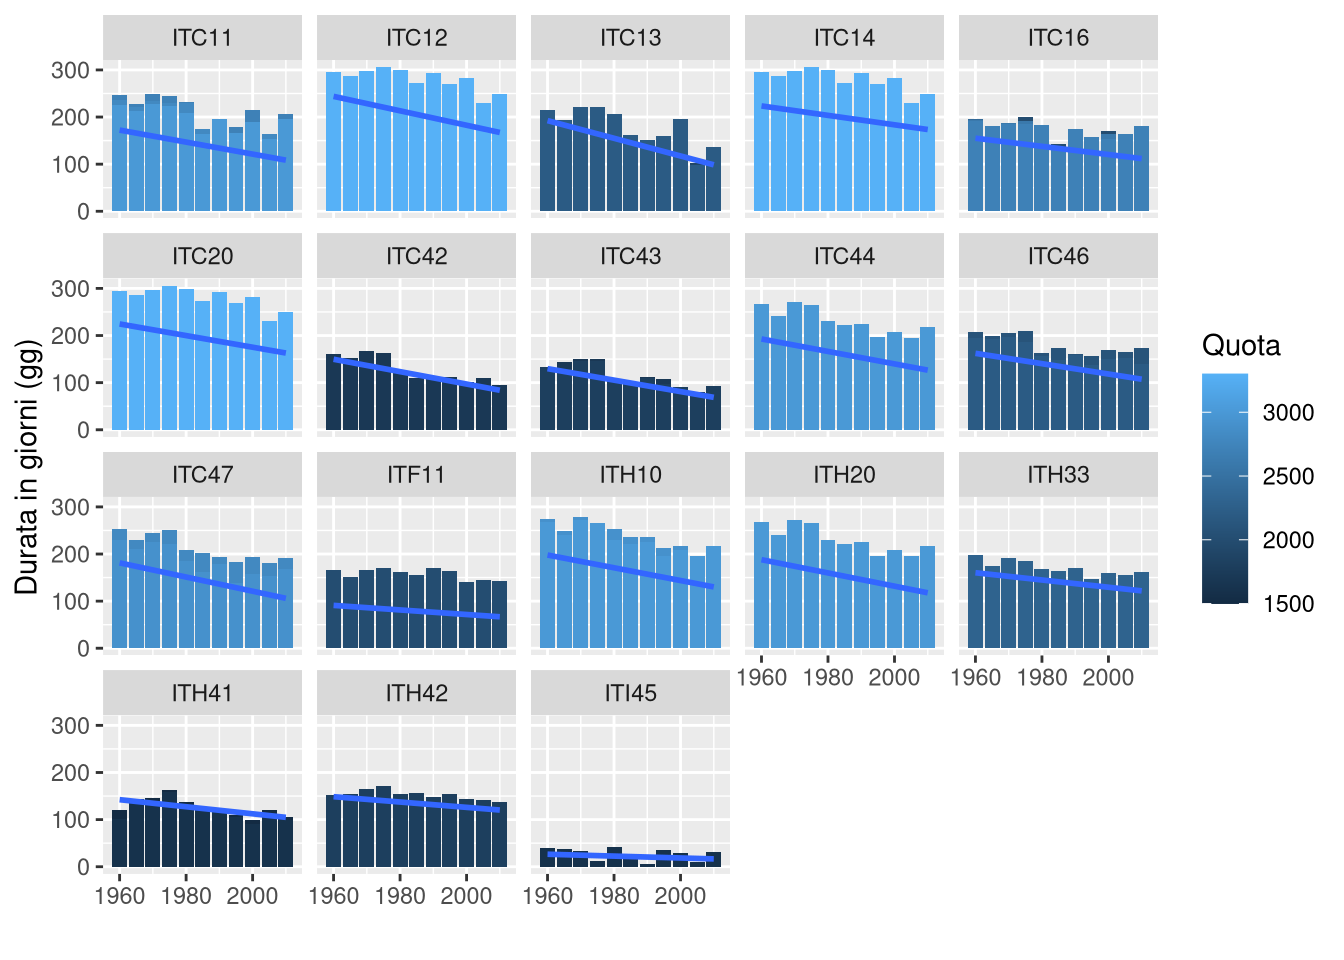 ITC11 ITC12 ITC13 ITC14 ITC16
300
200
100
0
ITC20 ITC42 ITC43 ITC44 ITC46
300
200
100
0
ITC47 ITF11 ITH10 ITH20 ITH33
300
200
100
0
1960 1980 2000 1960 1980 2000
ITH41 ITH42 ITI45
300
200
100
0
1960 1980 2000 1960 1980 2000 1960 1980 2000
Durata in giorni (gg)
Quota
3000
2500
2000
1500